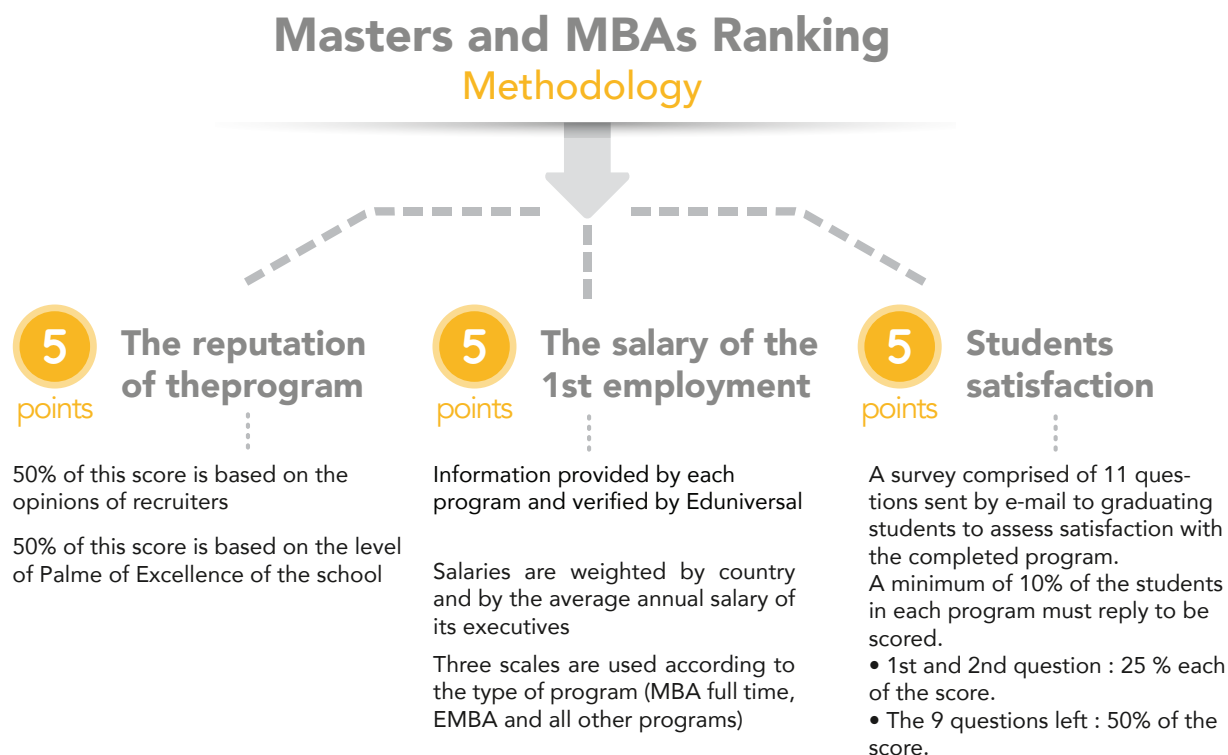 Masters and MBAs Ranking
Methodology
5
points
The reputation
of theprogram
50% of this score is based on the
opinions of recruiters
50% of this score is based on the level
of Palme of Excellence of the school
5
points
The salary of the
1st employment
Information provided by each
program and verified by Eduniversal
Salaries are weighted by country
and by the average annual salary of
its executives
Three scales are used according to
the type of program (MBA full time,
EMBA and all other programs)
5
points
Students
satisfaction
A survey comprised of 11 ques-
tions sent by e-mail to graduating
students to assess satisfaction with
the completed program.
A minimum of 10% of the students
in each program must reply to be
scored.
• 1st and 2nd question : 25 % each
of the score.
• The 9 questions left : 50% of the
score.